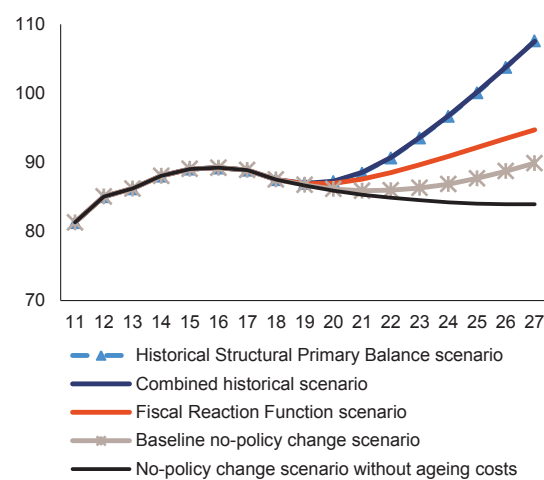 110
100
90
80
70
11 12 13 14 15 16 17 18 19 20 21 22 23 24 25 26 27
Historical Structural Primary Balance scenario
Combined historical scenario
Fiscal Reaction Function scenario
Baseline no-policy change scenario
No-policy change scenario without ageing costs